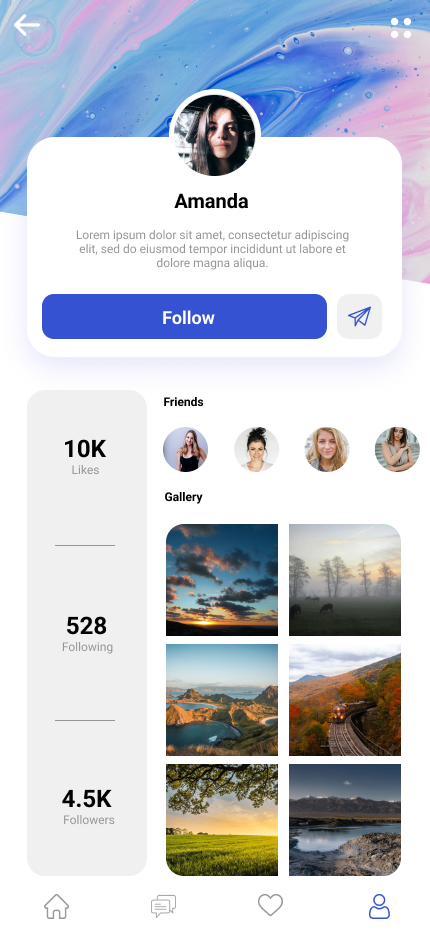 Amanda
Lorem ipsum dolor sit amet, consectetur adipiscing
elit, sed do eiusmod tempor incididunt ut labore et
dolore magna aliqua.
Follow
10K
Likes
528
Following
4.5K
Followers
Friends
Gallery